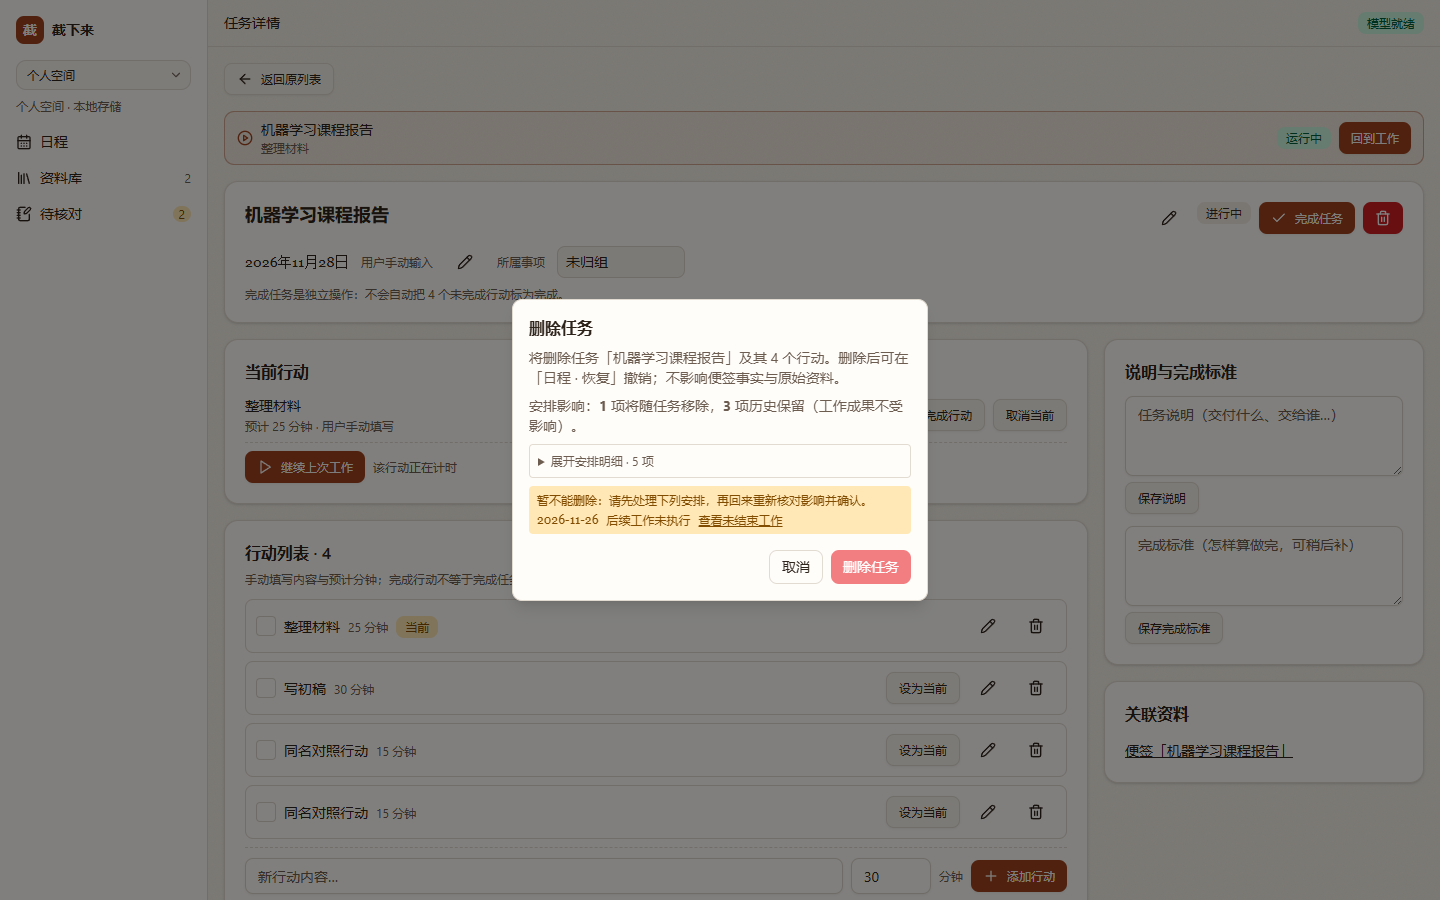 截 截下来
个人空间
个人空间 · 本地存储
日程
资料库 2
待核对 2
任务详情
模型就绪
返回原列表
机器学习课程报告
整理材料
运行中
回到工作
机器学习课程报告
进行中
完成任务
2026年11月28日 用户手动输入 所属事项 未归组
完成任务是独立操作：不会自动把 4 个未完成行动标为完成。
当前行动
整理材料
预计 25 分钟 · 用户手动填写
完成行动
取消当前
继续上次工作 该行动正在计时
行动列表 · 4
手动填写内容与预计分钟；完成行动不等于完成任
整理材料 25 分钟 当前
写初稿 30 分钟 设为当前
同名对照行动 15 分钟 设为当前
同名对照行动 15 分钟 设为当前
新行动内容... 30 分钟 添加行动
说明与完成标准
任务说明（交付什么、交给谁...）
保存说明
完成标准（怎样算做完，可稍后补）
保存完成标准
关联资料
便签「机器学习课程报告」
删除任务
将删除任务「机器学习课程报告」及其 4 个行动。删除后可在
「日程 · 恢复」撤销；不影响便签事实与原始资料。
安排影响：1 项将随任务移除，3 项历史保留（工作成果不受
影响）。
展开安排明细 · 5 项
暂不能删除：请先处理下列安排，再回来重新核对影响并确认。
2026-11-26 后续工作未执行 查看未结束工作
取消
删除任务